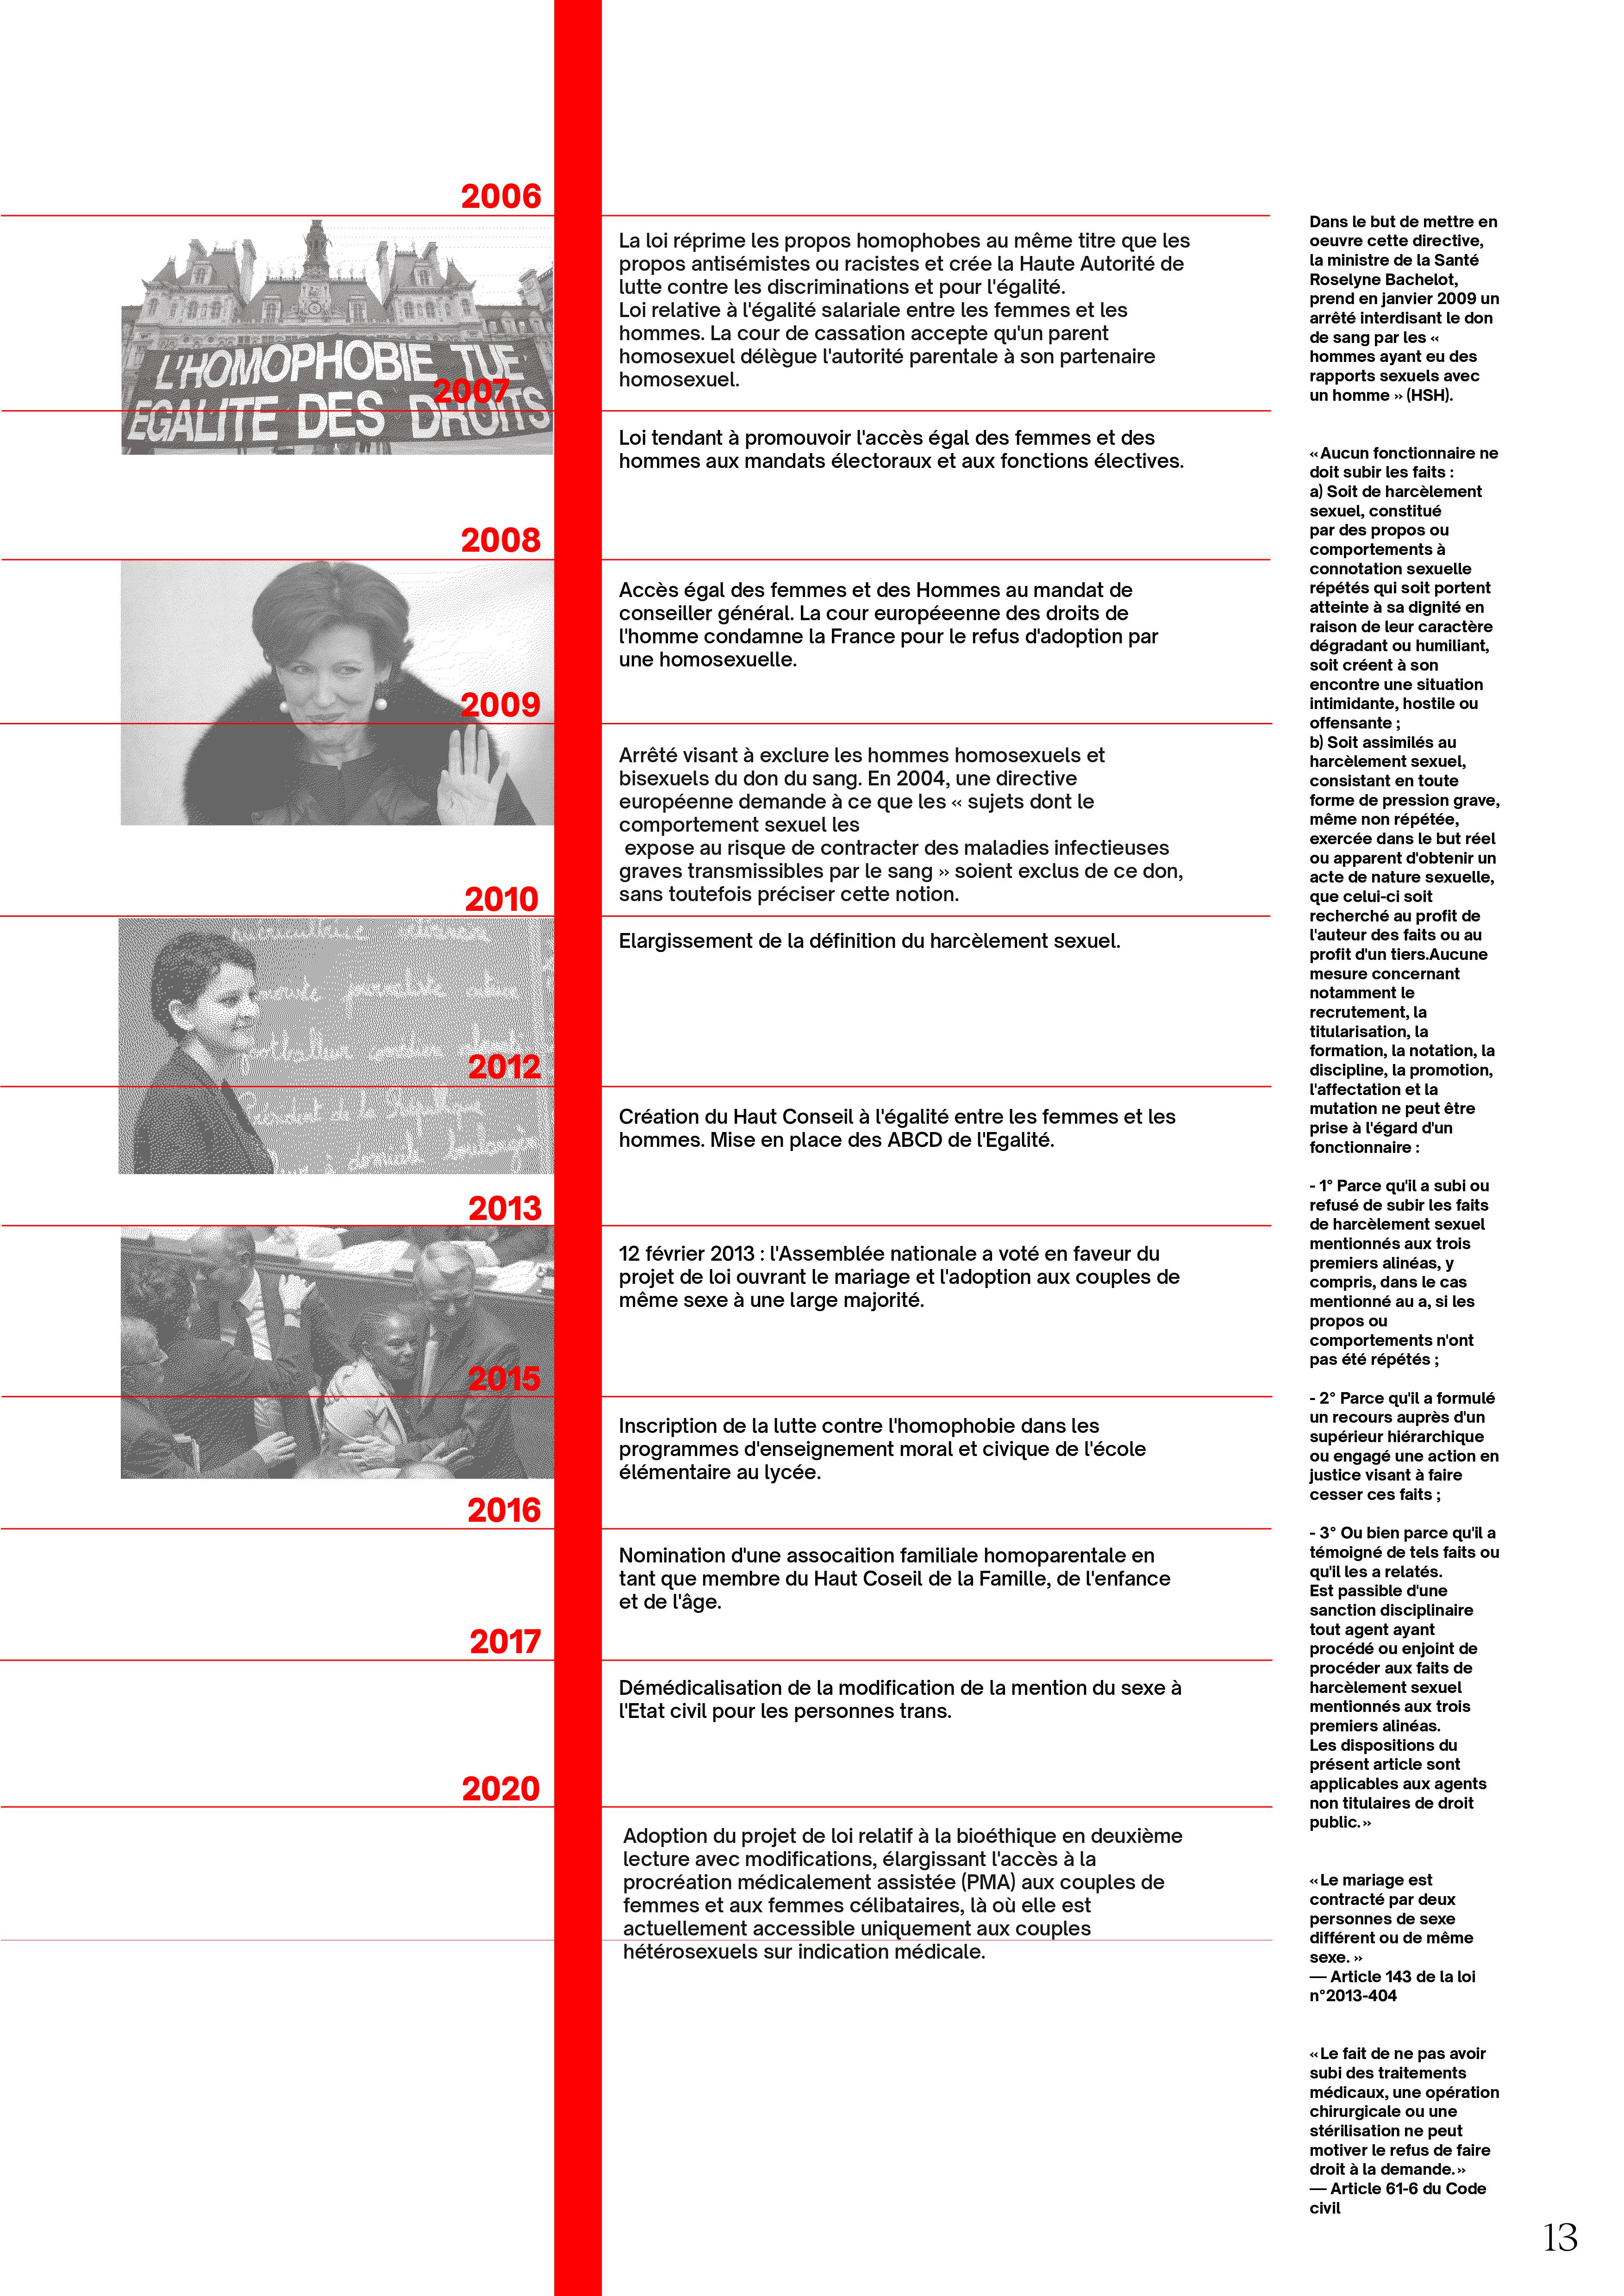 2006
La loi réprime les propos homophobes au même titre que les
propos antisémistes ou racistes et crée la Haute Autorité de
lutte contre les discriminations et pour l'égalité.
Loi relative à l'égalité salariale entre les femmes et les
hommes. La cour de cassation accepte qu'un parent
homosexuel délègue l'autorité parentale à son partenaire
homosexuel.
L'HOMOPHOBIE TUE
EGALITE DES DROITS
2007
Loi tendant à promouvoir l'accès égal des femmes et des
hommes aux mandats électoraux et aux fonctions électives.
2008
Accès égal des femmes et des Hommes au mandat de
conseiller général. La cour européeenne des droits de
l'homme condamne la France pour le refus d'adoption par
une homosexuelle.
2009
Arrêté visant à exclure les hommes homosexuels et
bisexuels du don du sang. En 2004, une directive
européenne demande à ce que les « sujets dont le
comportement sexuel les
expose au risque de contracter des maladies infectieuses
graves transmissibles par le sang » soient exclus de ce don,
sans toutefois préciser cette notion.
2010
Elargissement de la définition du harcèlement sexuel.
journaliste
footballeur
Président de la République
à domicile boulanger
2012
Création du Haut Conseil à l'égalité entre les femmes et les
hommes. Mise en place des ABCD de l'Egalité.
2013
12 février 2013 : l'Assemblée nationale a voté en faveur du
projet de loi ouvrant le mariage et l'adoption aux couples de
même sexe à une large majorité.
2015
Inscription de la lutte contre l'homophobie dans les
programmes d'enseignement moral et civique de l'école
élémentaire au lycée.
2016
Nomination d'une assocaition familiale homoparentale en
tant que membre du Haut Coseil de la Famille, de l'enfance
et de l'âge.
2017
Démédicalisation de la modification de la mention du sexe à
l'Etat civil pour les personnes trans.
2020
Adoption du projet de loi relatif à la bioéthique en deuxième
lecture avec modifications, élargissant l'accès à la
procréation médicalement assistée (PMA) aux couples de
femmes et aux femmes célibataires, là où elle est
actuellement accessible uniquement aux couples
hétérosexuels sur indication médicale.
Dans le but de mettre en
oeuvre cette directive,
la ministre de la Santé
Roselyne Bachelot,
prend en janvier 2009 un
arrêté interdisant le don
de sang par les «
hommes ayant eu des
rapports sexuels avec
un homme » (HSH).
« Aucun fonctionnaire ne
doit subir les faits :
a) Soit de harcèlement
sexuel, constitué
par des propos ou
comportements à
connotation sexuelle
répétés qui soit portent
atteinte à sa dignité en
raison de leur caractère
dégradant ou humiliant,
soit créent à son
encontre une situation
intimidante, hostile ou
offensante ;
b) Soit assimilés au
harcèlement sexuel,
consistant en toute
forme de pression grave,
même non répétée,
exercée dans le but réel
ou apparent d'obtenir un
acte de nature sexuelle,
que celui-ci soit
recherché au profit de
l'auteur des faits ou au
profit d'un tiers.Aucune
mesure concernant
notamment le
recrutement, la
titularisation, la
formation, la notation, la
discipline, la promotion,
l'affectation et la
mutation ne peut être
prise à l'égard d'un
fonctionnaire :
- 1° Parce qu'il a subi ou
refusé de subir les faits
de harcèlement sexuel
mentionnés aux trois
premiers alinéas, y
compris, dans le cas
mentionné au a, si les
propos ou
comportements n'ont
pas été répétés ;
- 2° Parce qu'il a formulé
un recours auprès d'un
supérieur hiérarchique
ou engagé une action en
justice visant à faire
cesser ces faits ;
- 3° Ou bien parce qu'il a
témoigné de tels faits ou
qu'il les a relatés.
Est passible d'une
sanction disciplinaire
tout agent ayant
procédé ou enjoint de
procéder aux faits de
harcèlement sexuel
mentionnés aux trois
premiers alinéas.
Les dispositions du
présent article sont
applicables aux agents
non titulaires de droit
public. »
« Le mariage est
contracté par deux
personnes de sexe
différent ou de même
sexe. »
— Article 143 de la loi
n°2013-404
« Le fait de ne pas avoir
subi des traitements
médicaux, une opération
chirurgicale ou une
stérilisation ne peut
motiver le refus de faire
droit à la demande. »
— Article 61-6 du Code
civil
13